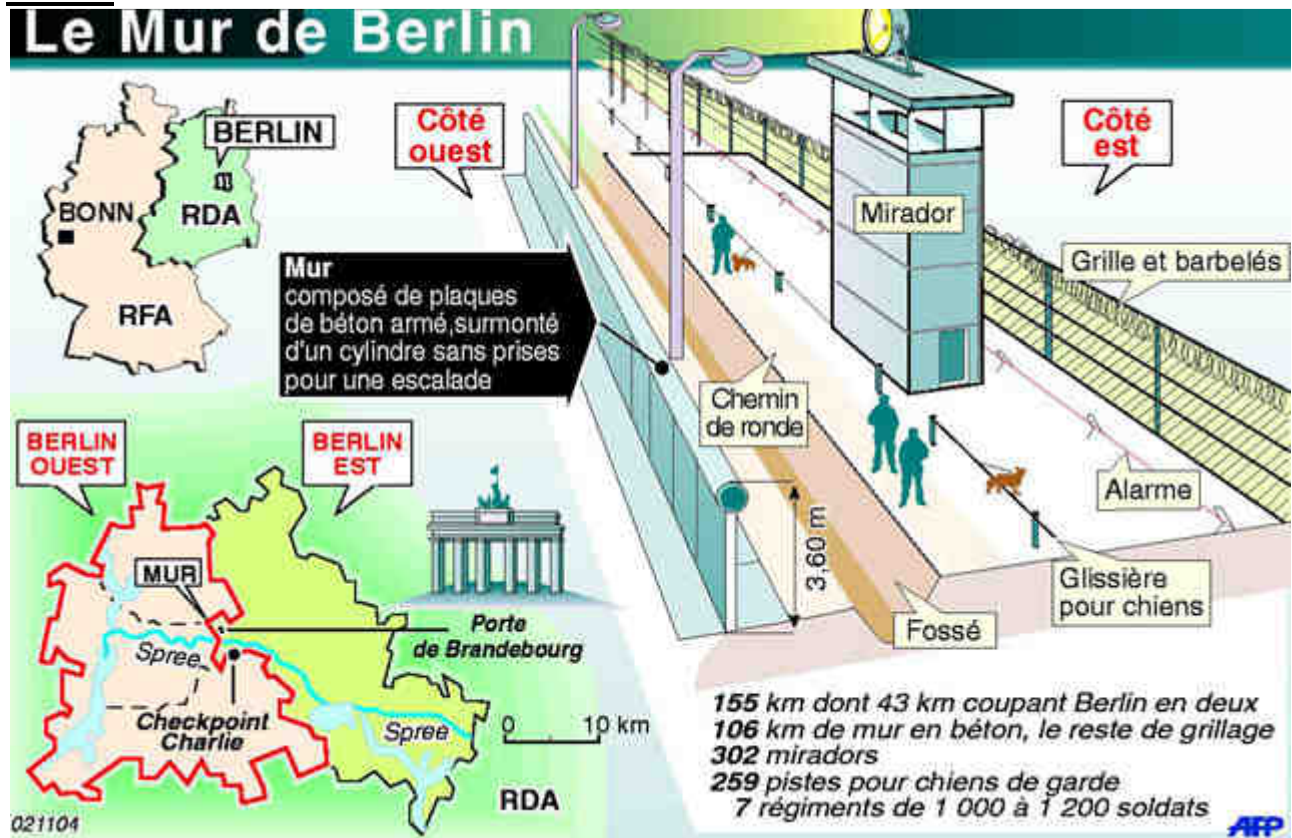 Le Mur de Berlin
BERLIN
BONN
RDA
RFA
Côté
ouest
Côté
est
Mirador
Grille et barbelés
Mur
composé de plaques
de béton armé,surmonté
d'un cylindre sans prises
pour une escalade
Chemin
de ronde
Alarme
3,60 m
Glissière
pour chiens
Fossé
BERLIN
OUEST
BERLIN
EST
MUR
Porte
de Brandebourg
Spree
Checkpoint
Charlie
Spree
0 10 km
RDA
155 km dont 43 km coupant Berlin en deux
106 km de mur en béton, le reste de grillage
302 miradors
259 pistes pour chiens de garde
7 régiments de 1 000 à 1 200 soldats
021104
AFP